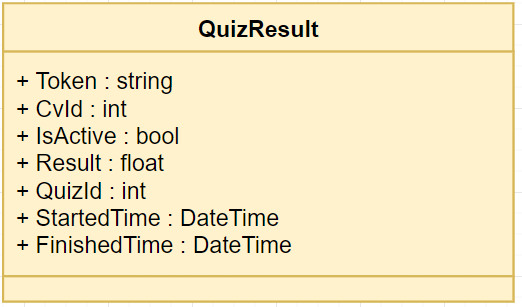 QuizResult
+ Token : string
+ CvId : int
+ IsActive : bool
+ Result : float
+ QuizId : int
+ StartedTime : DateTime
+ FinishedTime : DateTime